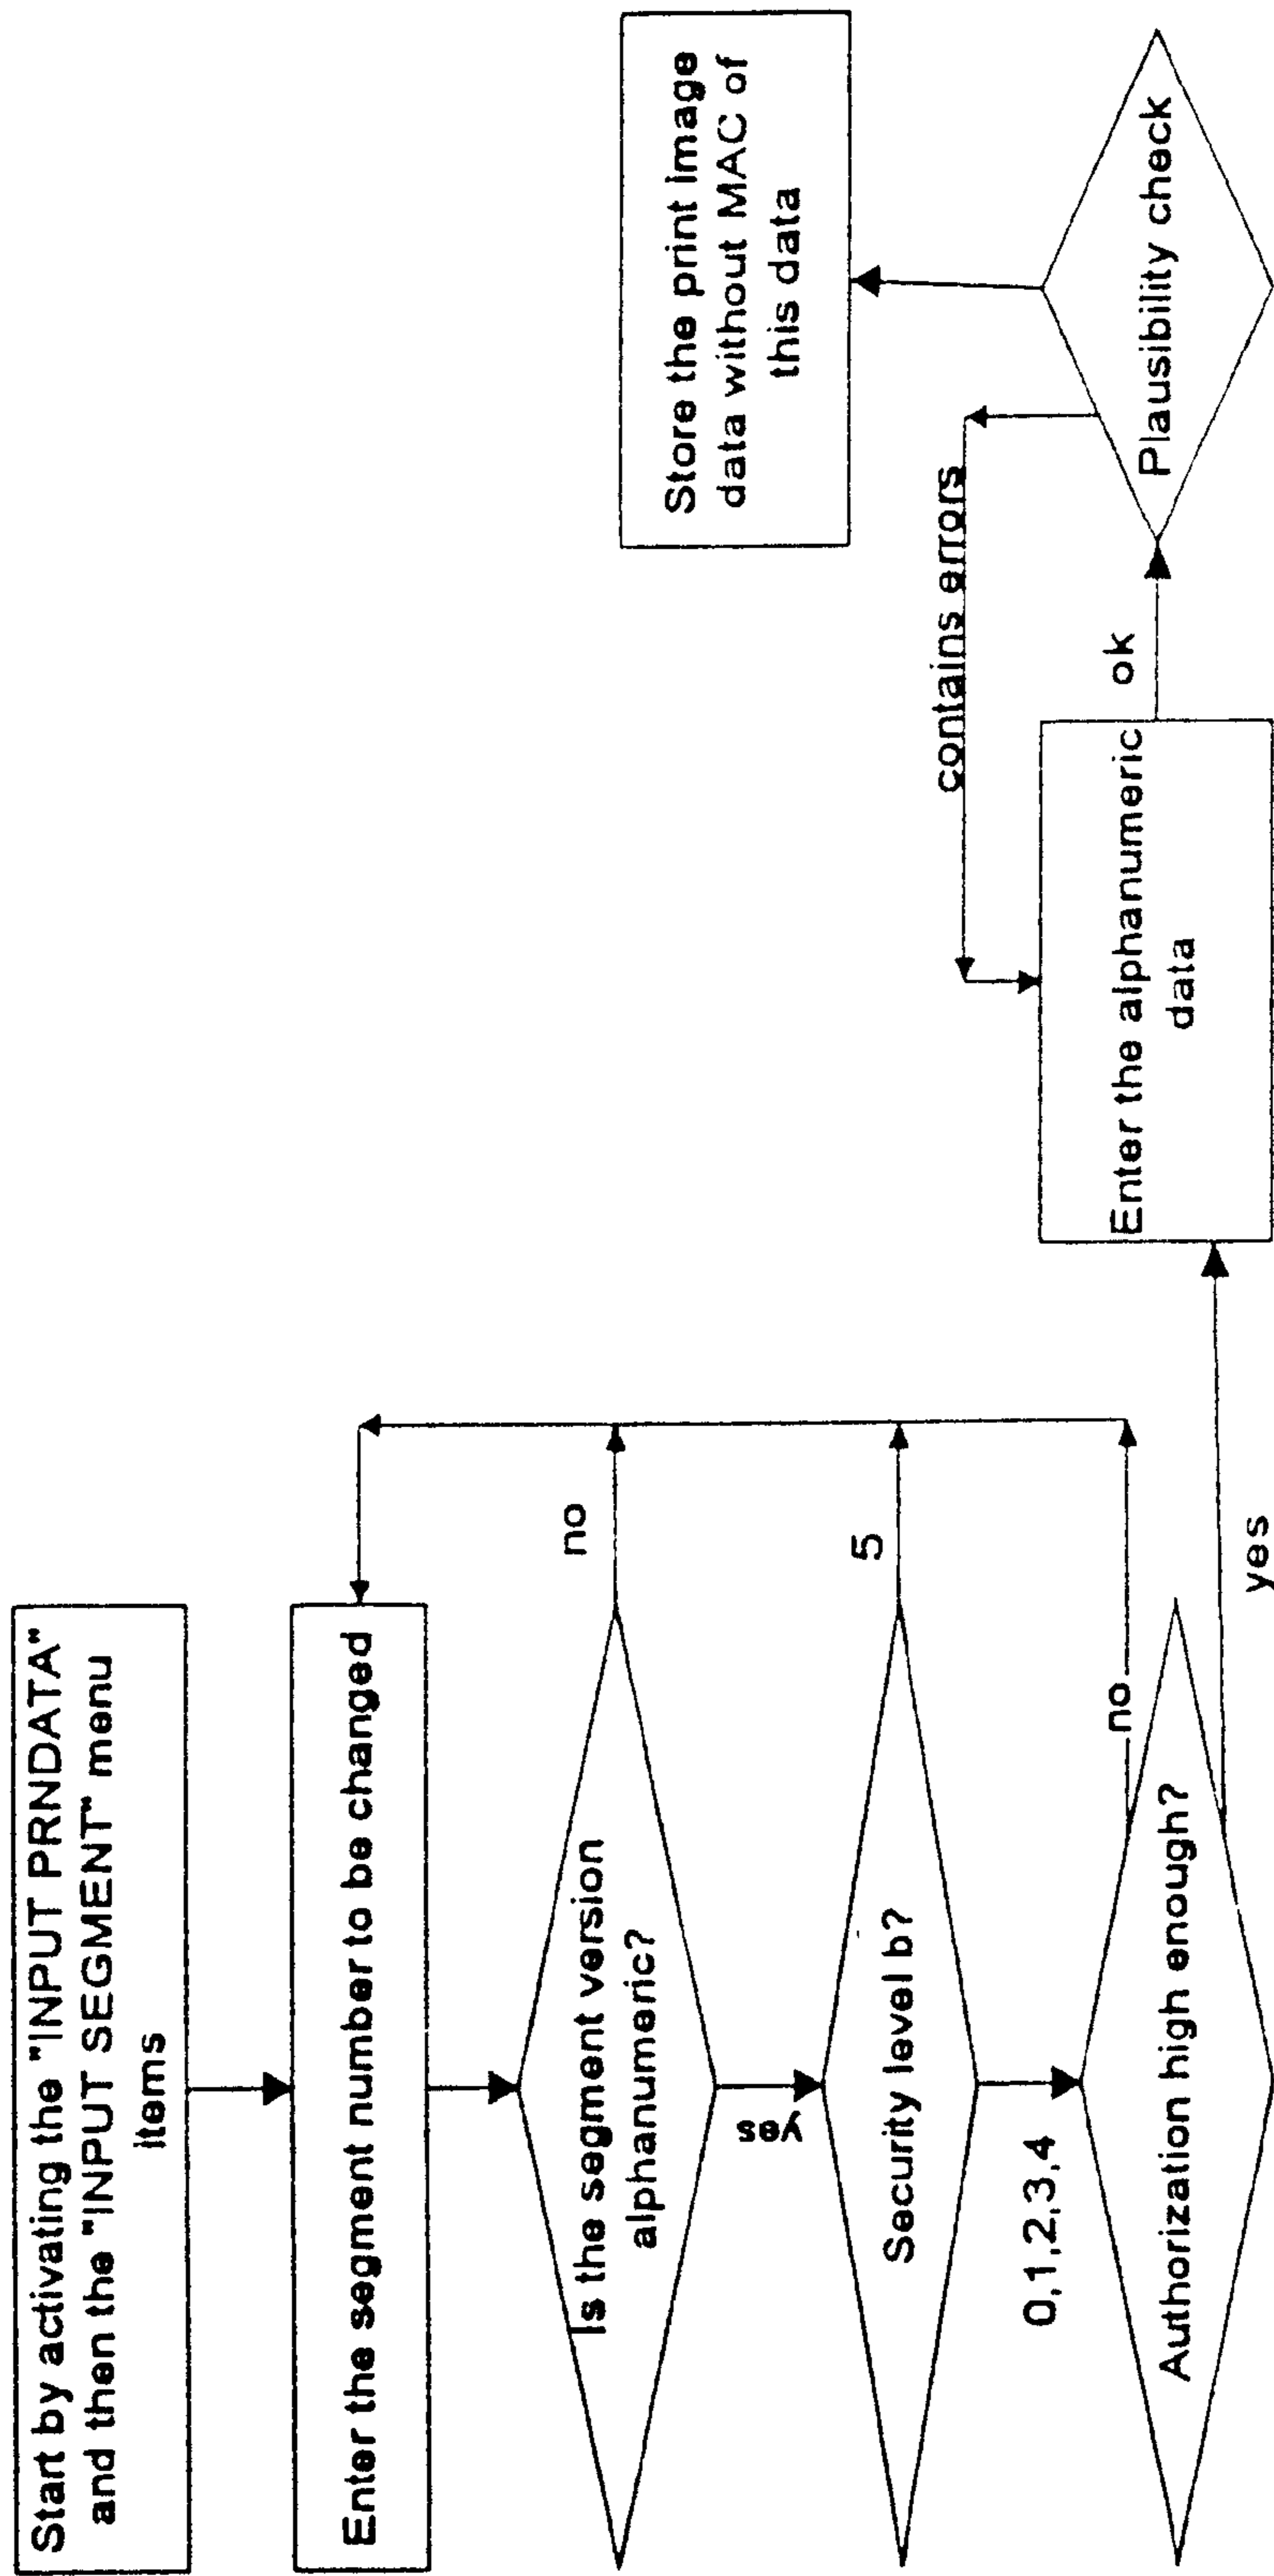 Start by activating the "INPUT PRNDATA"
and then the "INPUT SEGMENT" menu
items
Enter the segment number to be changed
Is the segment version
alphanumeric?
no
yes
Security level b?
5
0,1,2,3,4
Authorization high enough?
no
yes
Enter the alphanumeric
data
ok
contains errors
Plausibility check
Store the print image
data without MAC of
this data